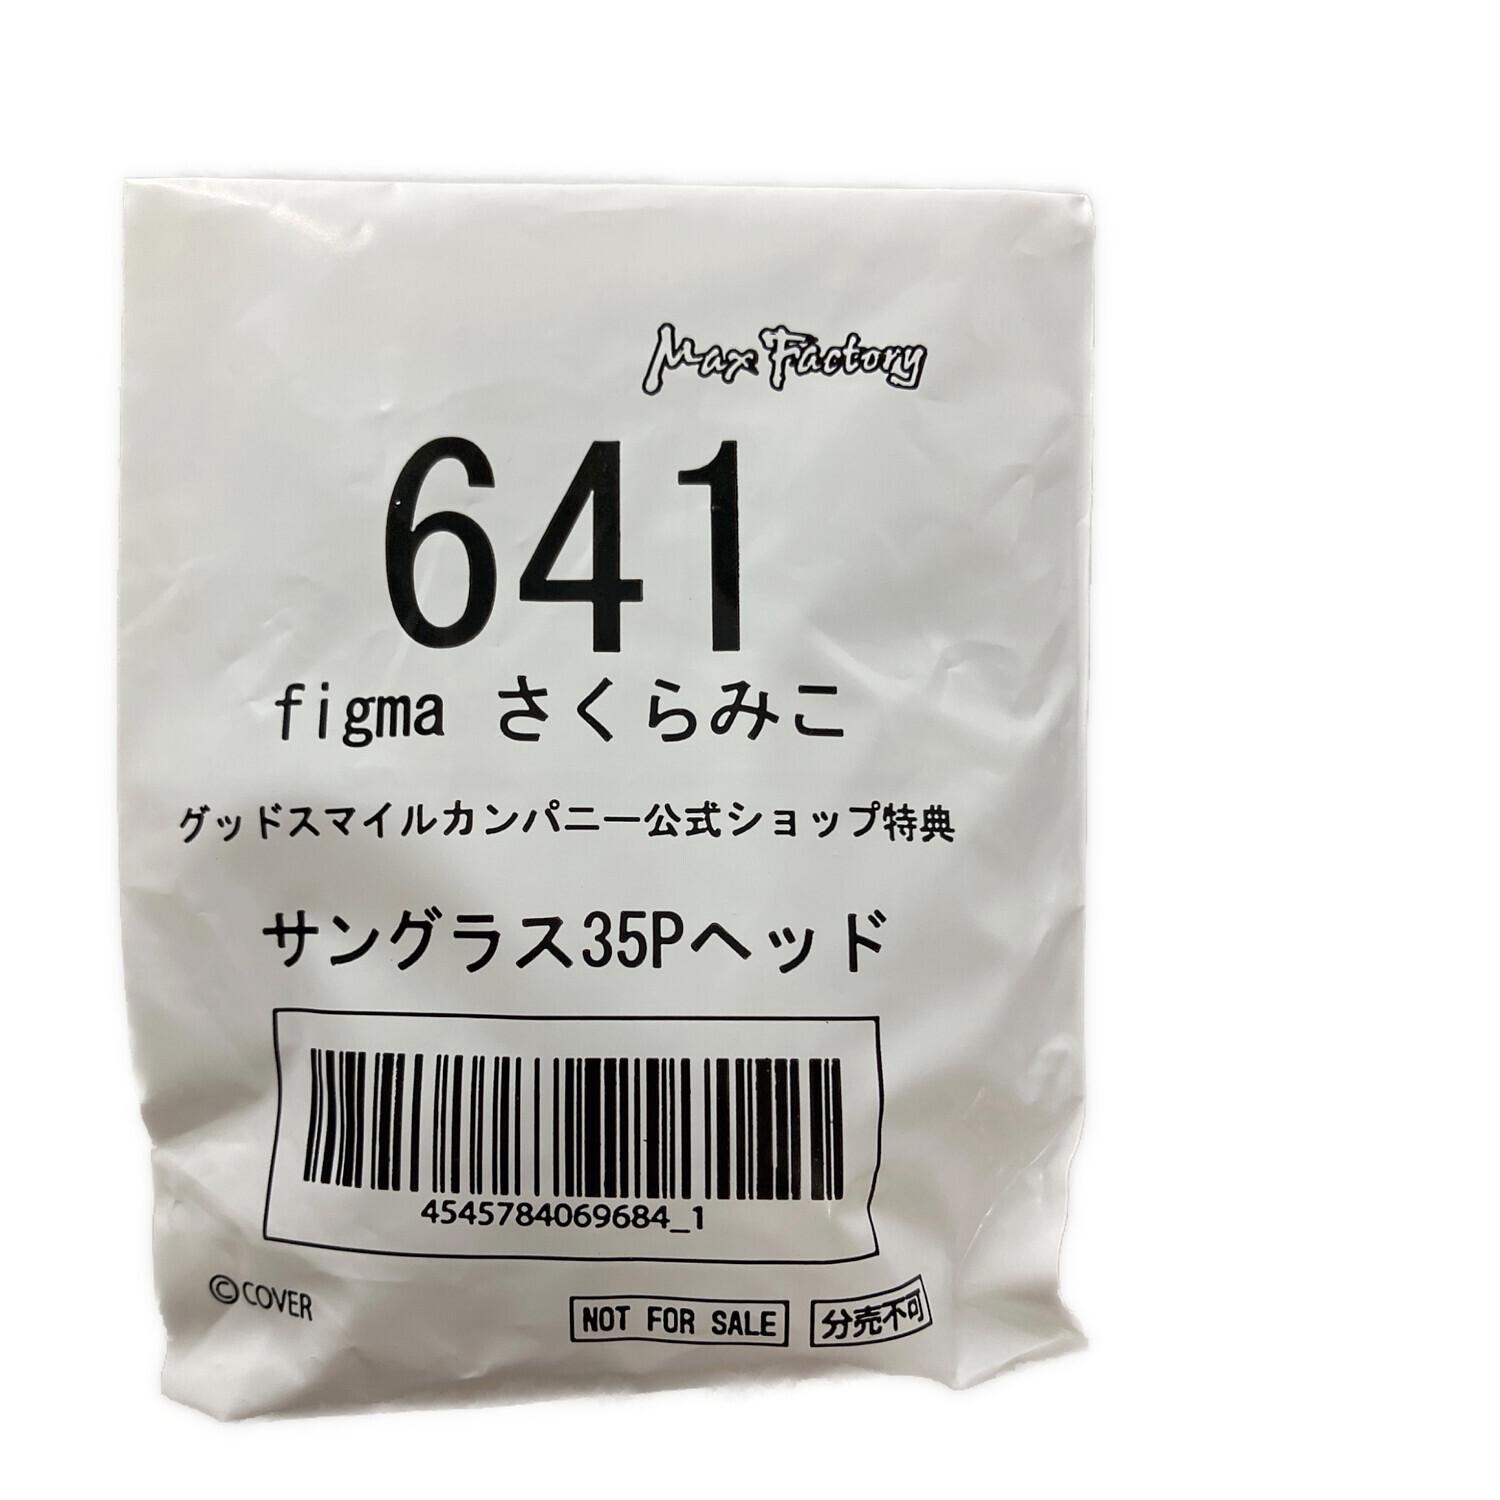 Max Factory
641
figma さくらみこ
グッドスマイルカンパニー公式ショップ特典
サングラス35Pヘッド
4545784069684_1
©COVER
NOT FOR SALE
分売不可